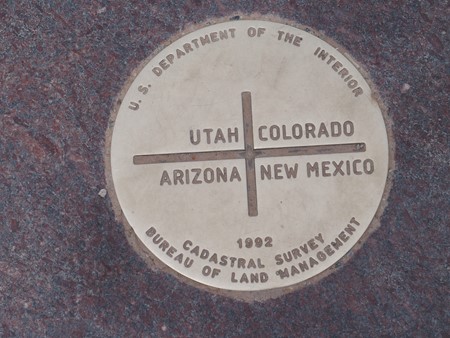 U. S. DEPARTMENT OF THE INTERIOR
UTAH COLORADO
ARIZONA NEW MEXICO
1992
CADASTRAL SURVEY
BUREAU OF LAND MANAGEMENT